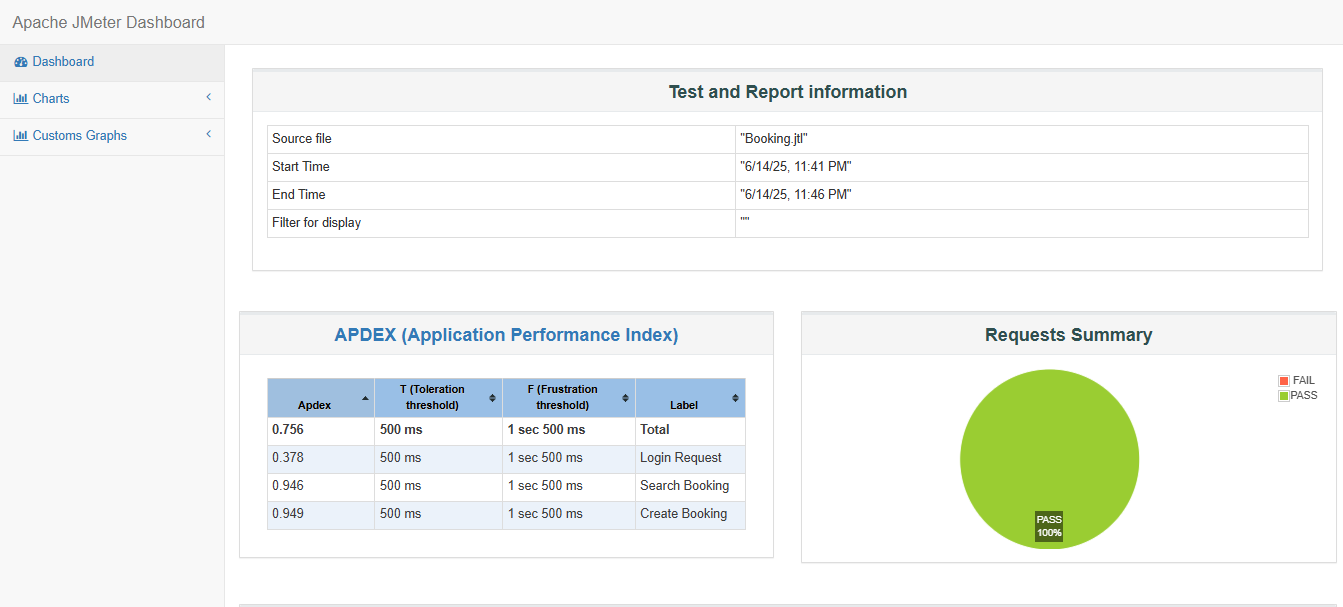 Apache JMeter Dashboard
Dashboard
Charts
Customs Graphs
Test and Report information
Source file "Booking.jtl"
Start Time "6/14/25, 11:41 PM"
End Time "6/14/25, 11:46 PM"
Filter for display ""
APDEX (Application Performance Index)
Apdex T (Toleration threshold) F (Frustration threshold) Label
0.756 500 ms 1 sec 500 ms Total
0.378 500 ms 1 sec 500 ms Login Request
0.946 500 ms 1 sec 500 ms Search Booking
0.949 500 ms 1 sec 500 ms Create Booking
Requests Summary
FAIL
PASS
PASS
100%